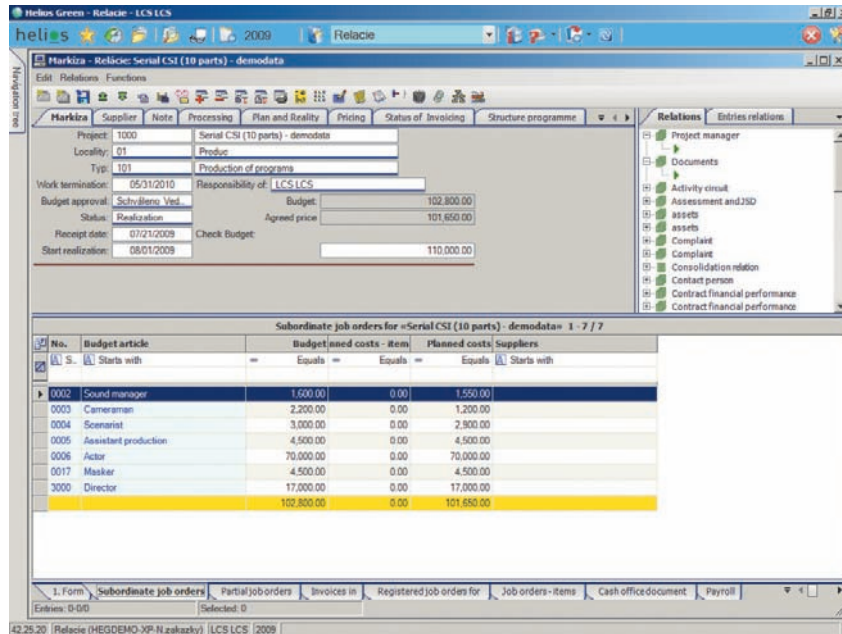 Helios Green - Relacie - LCS LCS
helios 2009 Relacie
Navigation tree
Markiza - Relácie: Serial CSI (10 parts) - demodata
Edit Relations Functions
Markiza Supplier Note Processing Plan and Reality Pricing Status of Invoicing Structure programme
Relations Entries relations
Project: 1000 Serial CSI (10 parts) - demodata
Locality: 01 Produc
Typ: 101 Production of programs
Work termination: 05/31/2010 Responsibility of: LCS LCS
Budget approval: Schváleno Ved.. Budget: 102,800.00
Status: Realization Agreed price 101,650.00
Receipt date: 07/21/2009 Check Budget:
Start realization: 08/01/2009 110,000.00
Project manager
Documents
Activity circuit
Assessment and JSD
assets
assets
Complaint
Complaint
Consolidation relation
Contact person
Contract financial performance
Contract financial performance
Subordinate job orders for «Serial CSI (10 parts) - demodata» 1 - 7 / 7
No. Budget article Budget nned costs - item Planned costs Suppliers
S.. Starts with = Equals = Equals = Equals Starts with
0002 Sound manager 1,600.00 0.00 1,550.00
0003 Cameraman 2,200.00 0.00 1,200.00
0004 Scenarist 3,000.00 0.00 2,900.00
0005 Assistant production 4,500.00 0.00 4,500.00
0006 Actor 70,000.00 0.00 70,000.00
0017 Masker 4,500.00 0.00 4,500.00
3000 Director 17,000.00 0.00 17,000.00
102,800.00 0.00 101,650.00
1. Form Subordinate job orders Partial job orders Invoices in Registered job orders for Job orders - items Cash office document Payroll
Entries: 0-0/0 Selected: 0
42.25.20 Relacie (HEGDEMO-XP-N.zakazky) LCS LCS 2009